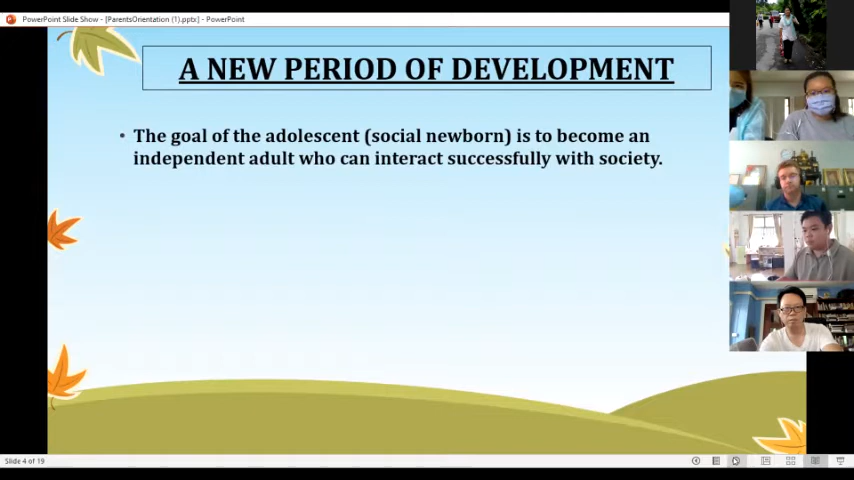 PowerPoint Slide Show - [ParentsOrientation (1).pptx] - PowerPoint
A NEW PERIOD OF DEVELOPMENT
• The goal of the adolescent (social newborn) is to become an
independent adult who can interact successfully with society.
Slide 4 of 19